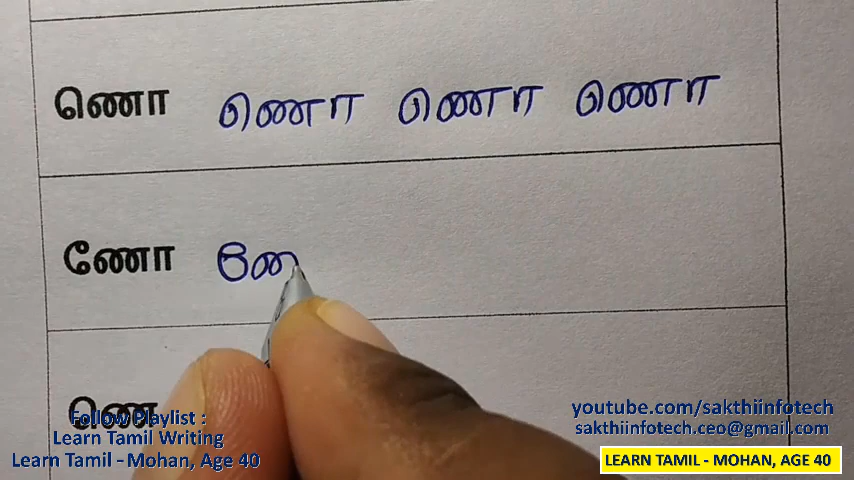 ணொ ணொ ணொ ணொ
ணோ
Follow Playlist :
Learn Tamil Writing
Learn Tamil - Mohan, Age 40
youtube.com/sakthiinfotech
sakthiinfotech.ceo@gmail.com
LEARN TAMIL - MOHAN, AGE 40